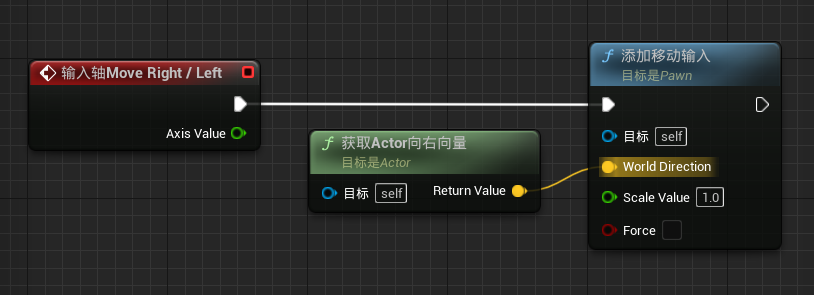 输入轴Move Right / Left
Axis Value
f 获取Actor向右向量
目标是Actor
目标 self
Return Value
f 添加移动输入
目标是Pawn
目标 self
World Direction
Scale Value 1.0
Force